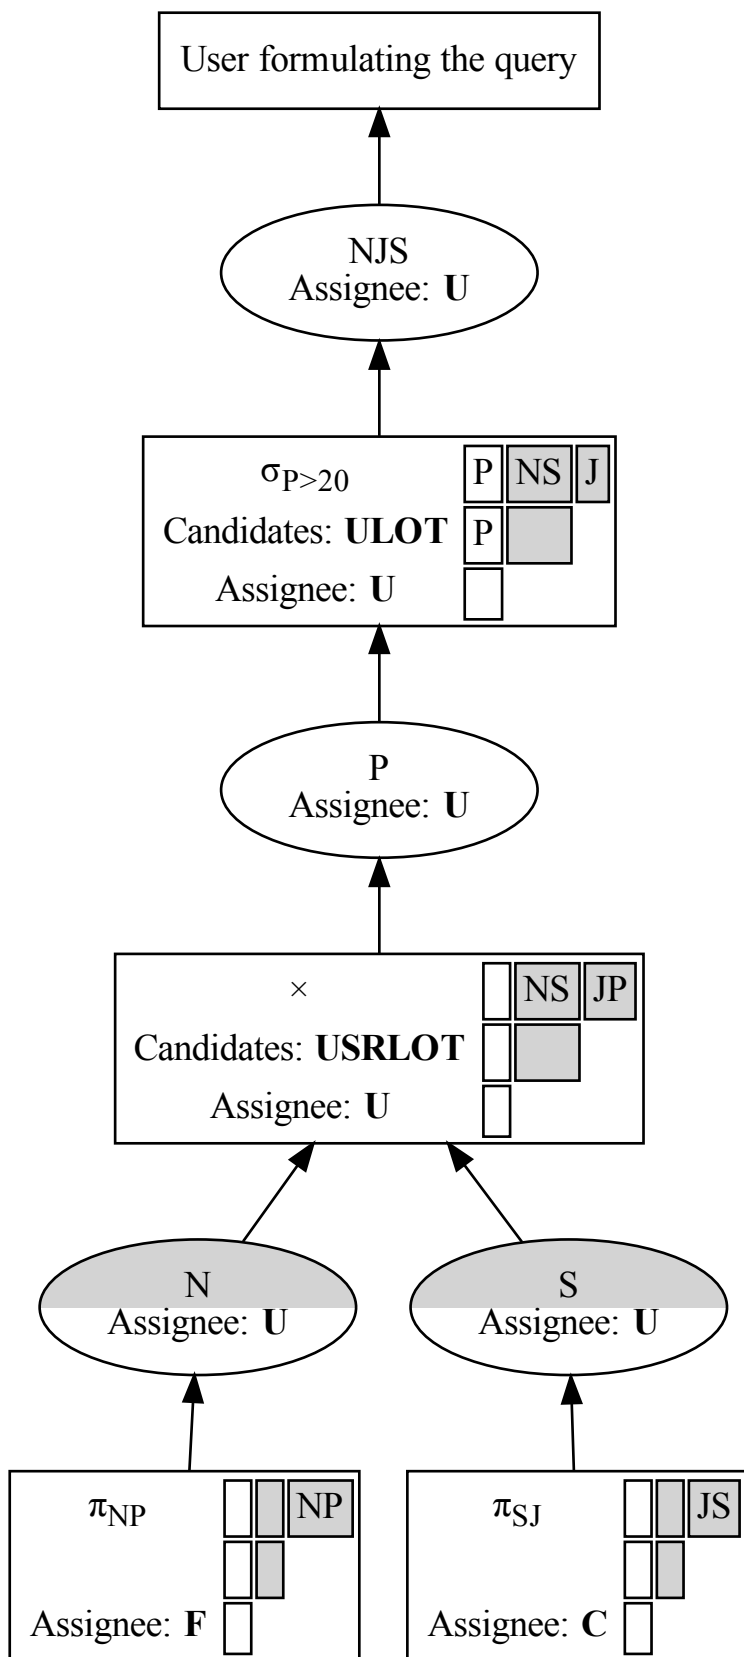 User formulating the query
NJS
Assignee: U
σP>20 P NS J
Candidates: ULOT P
Assignee: U
P
Assignee: U
× NS JP
Candidates: USRLOT
Assignee: U
N
Assignee: U
S
Assignee: U
πNP NP
Assignee: F
πSJ JS
Assignee: C